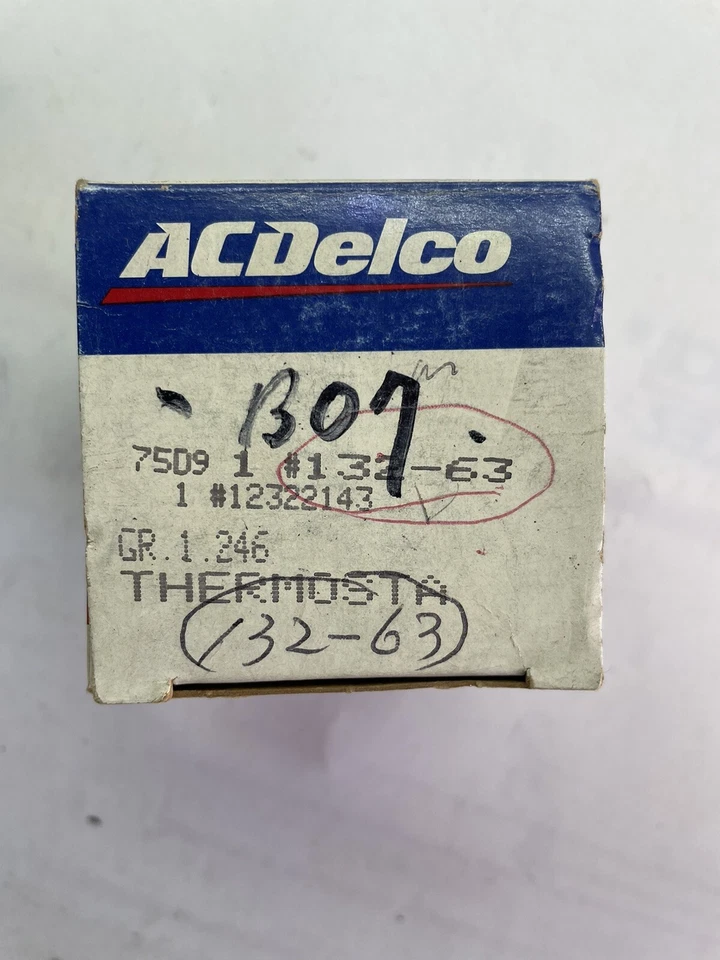 ACDelco
B07
75D9 1 #132-63
1 #12322143
GR.1.246
THERMOSTA
132-63